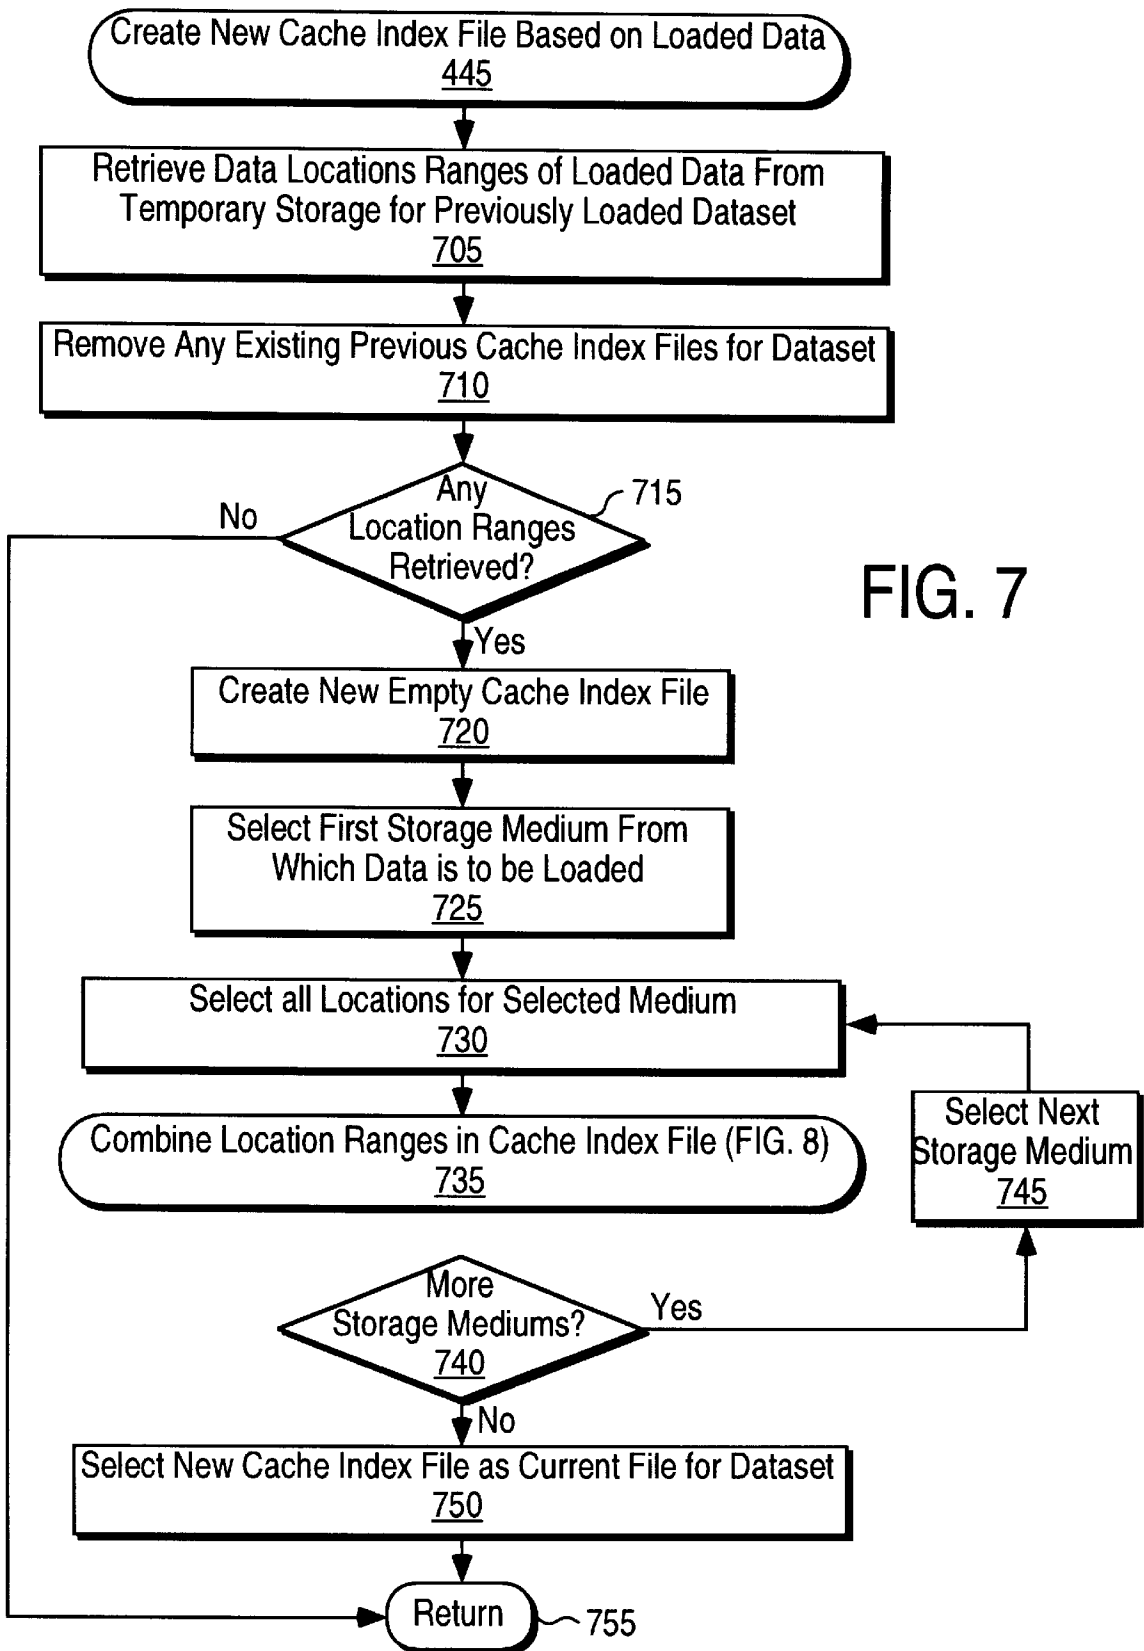 Create New Cache Index File Based on Loaded Data
445
Retrieve Data Locations Ranges of Loaded Data From
Temporary Storage for Previously Loaded Dataset
705
Remove Any Existing Previous Cache Index Files for Dataset
710
Any
Location Ranges
Retrieved?
715
No
Yes
FIG. 7
Create New Empty Cache Index File
720
Select First Storage Medium From
Which Data is to be Loaded
725
Select all Locations for Selected Medium
730
Combine Location Ranges in Cache Index File (FIG. 8)
735
Select Next
Storage Medium
745
More
Storage Mediums?
740
Yes
No
Select New Cache Index File as Current File for Dataset
750
Return
755